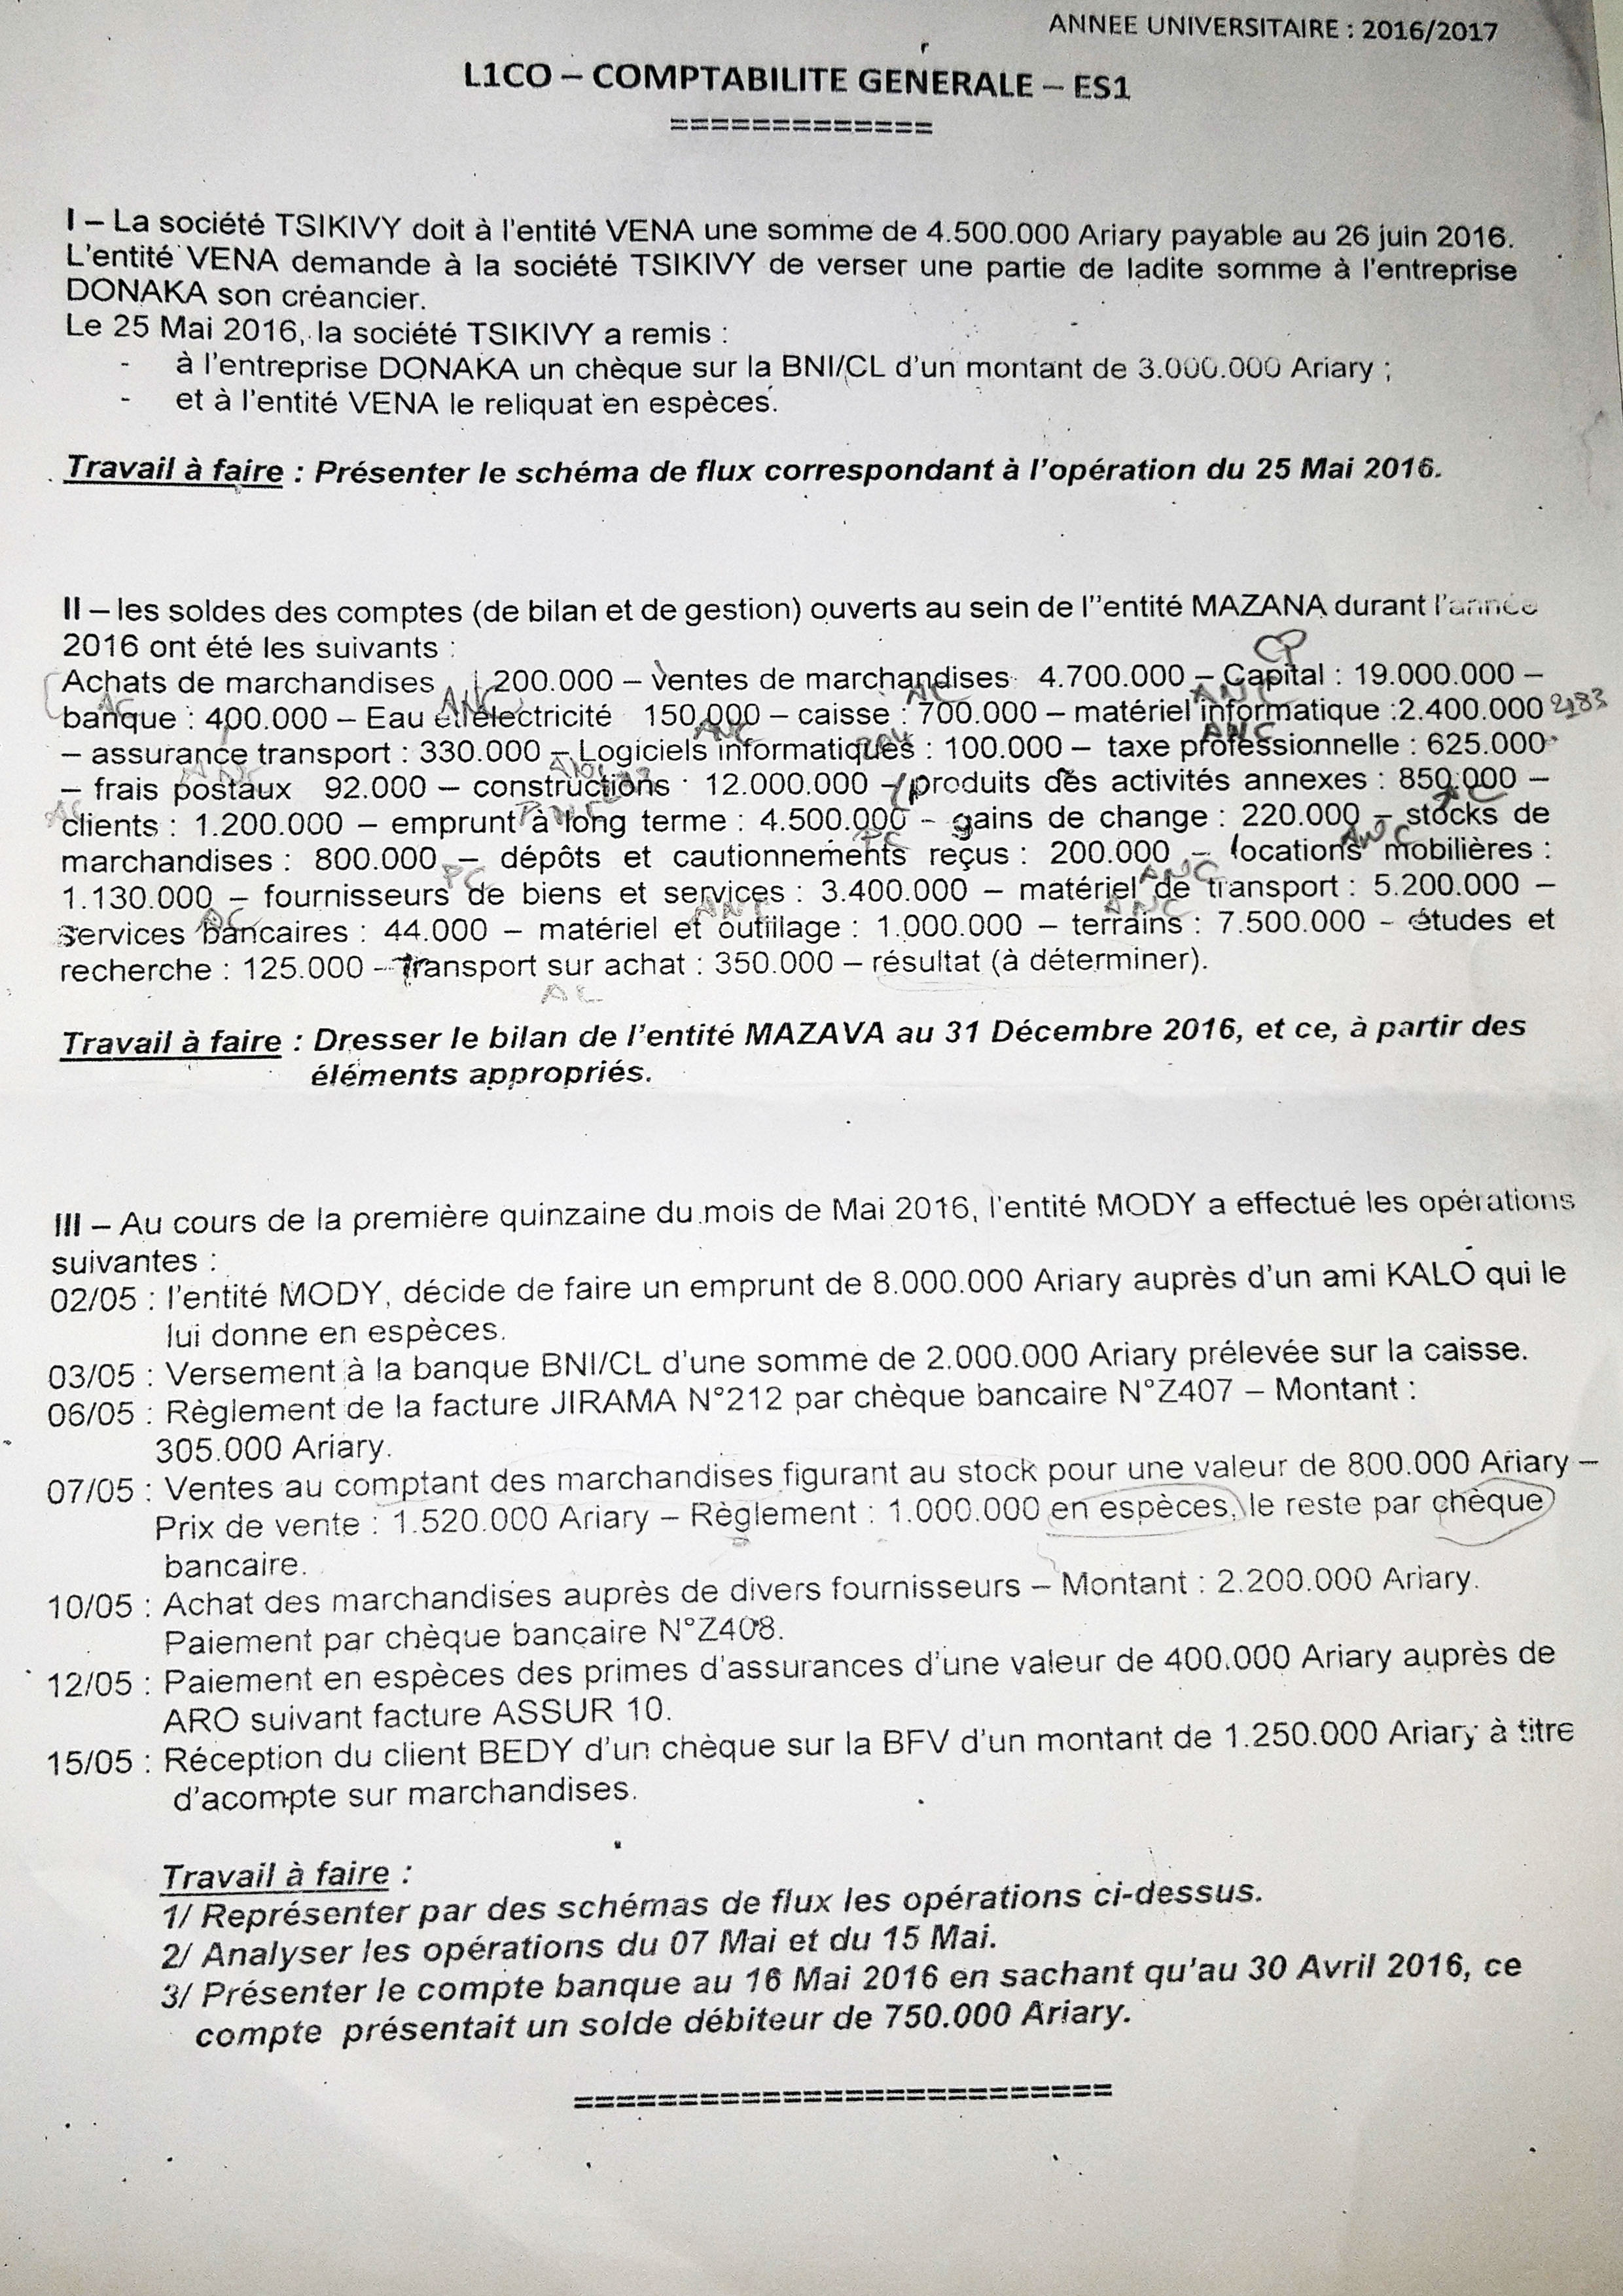 ANNEE UNIVERSITAIRE : 2016/2017
L1CO – COMPTABILITE GENERALE – ES1
=============
I – La société TSIKIVY doit à l'entité VENA une somme de 4.500.000 Ariary payable au 26 juin 2016.
L'entité VENA demande à la société TSIKIVY de verser une partie de ladite somme à l'entreprise
DONAKA son créancier.
Le 25 Mai 2016, la société TSIKIVY a remis :
- à l'entreprise DONAKA un chèque sur la BNI/CL d'un montant de 3.000.000 Ariary ;
- et à l'entité VENA le reliquat en espèces.
Travail à faire : Présenter le schéma de flux correspondant à l'opération du 25 Mai 2016.
II – les soldes des comptes (de bilan et de gestion) ouverts au sein de l''entité MAZANA durant l'année
2016 ont été les suivants :
CP
Achats de marchandises 200.000 – ventes de marchandises 4.700.000 – Capital : 19.000.000 –
AC ANC AC ANC
banque : 400.000 – Eau et électricité 150.000 – caisse : 700.000 – matériel informatique :2.400.000 2183
ANC ANC
– assurance transport : 330.000 – Logiciels informatiques : 100.000 – taxe professionnelle : 625.000
ANC
– frais postaux 92.000 – constructions : 12.000.000 – produits des activités annexes : 850.000 –
AC PNC AC
clients : 1.200.000 – emprunt à long terme : 4.500.000 - gains de change : 220.000 – stocks de
PC ANC
marchandises : 800.000 – dépôts et cautionnements reçus : 200.000 – locations mobilières :
PC ANC
1.130.000 – fournisseurs de biens et services : 3.400.000 – matériel de transport : 5.200.000 –
AC ANC ANC
services bancaires : 44.000 – matériel et outillage : 1.000.000 – terrains : 7.500.000 - études et
recherche : 125.000 - Transport sur achat : 350.000 – résultat (à déterminer).
AC
Travail à faire : Dresser le bilan de l'entité MAZAVA au 31 Décembre 2016, et ce, à partir des
éléments appropriés.
III – Au cours de la première quinzaine du mois de Mai 2016, l'entité MODY a effectué les opérations
suivantes :
02/05 : l'entité MODY, décide de faire un emprunt de 8.000.000 Ariary auprès d'un ami KALO qui le
lui donne en espèces.
03/05 : Versement à la banque BNI/CL d'une somme de 2.000.000 Ariary prélevée sur la caisse.
06/05 : Règlement de la facture JIRAMA N°212 par chèque bancaire N°Z407 – Montant :
305.000 Ariary.
07/05 : Ventes au comptant des marchandises figurant au stock pour une valeur de 800.000 Ariary –
Prix de vente : 1.520.000 Ariary – Règlement : 1.000.000 en espèces, le reste par chèque
bancaire.
10/05 : Achat des marchandises auprès de divers fournisseurs – Montant : 2.200.000 Ariary.
Paiement par chèque bancaire N°Z408.
12/05 : Paiement en espèces des primes d'assurances d'une valeur de 400.000 Ariary auprès de
ARO suivant facture ASSUR 10.
15/05 : Réception du client BEDY d'un chèque sur la BFV d'un montant de 1.250.000 Ariary à titre
d'acompte sur marchandises.
Travail à faire :
1/ Représenter par des schémas de flux les opérations ci-dessus.
2/ Analyser les opérations du 07 Mai et du 15 Mai.
3/ Présenter le compte banque au 16 Mai 2016 en sachant qu'au 30 Avril 2016, ce
compte présentait un solde débiteur de 750.000 Ariary.
==========================